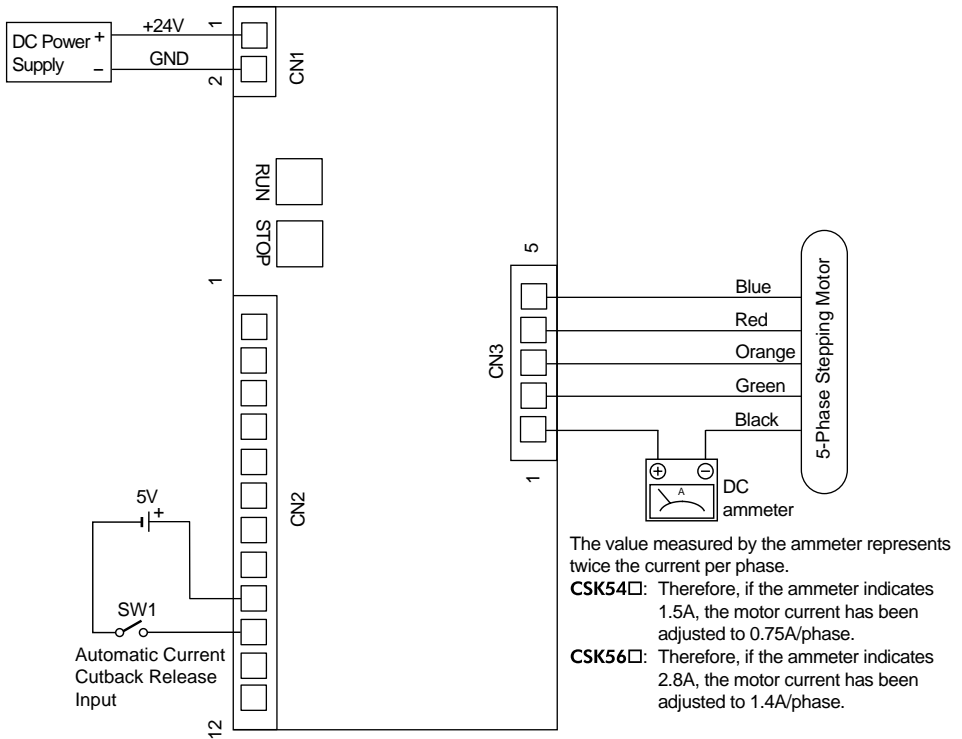 DC Power +
Supply –
+24V
GND
1
2
CN1
RUN
STOP
1
CN2
12
5V
+
SW1
Automatic Current
Cutback Release
Input
5
CN3
1
Blue
Red
Orange
Green
Black
5-Phase Stepping Motor
+ –
A
DC
ammeter
The value measured by the ammeter represents
twice the current per phase.
CSK54□: Therefore, if the ammeter indicates
1.5A, the motor current has been
adjusted to 0.75A/phase.
CSK56□: Therefore, if the ammeter indicates
2.8A, the motor current has been
adjusted to 1.4A/phase.